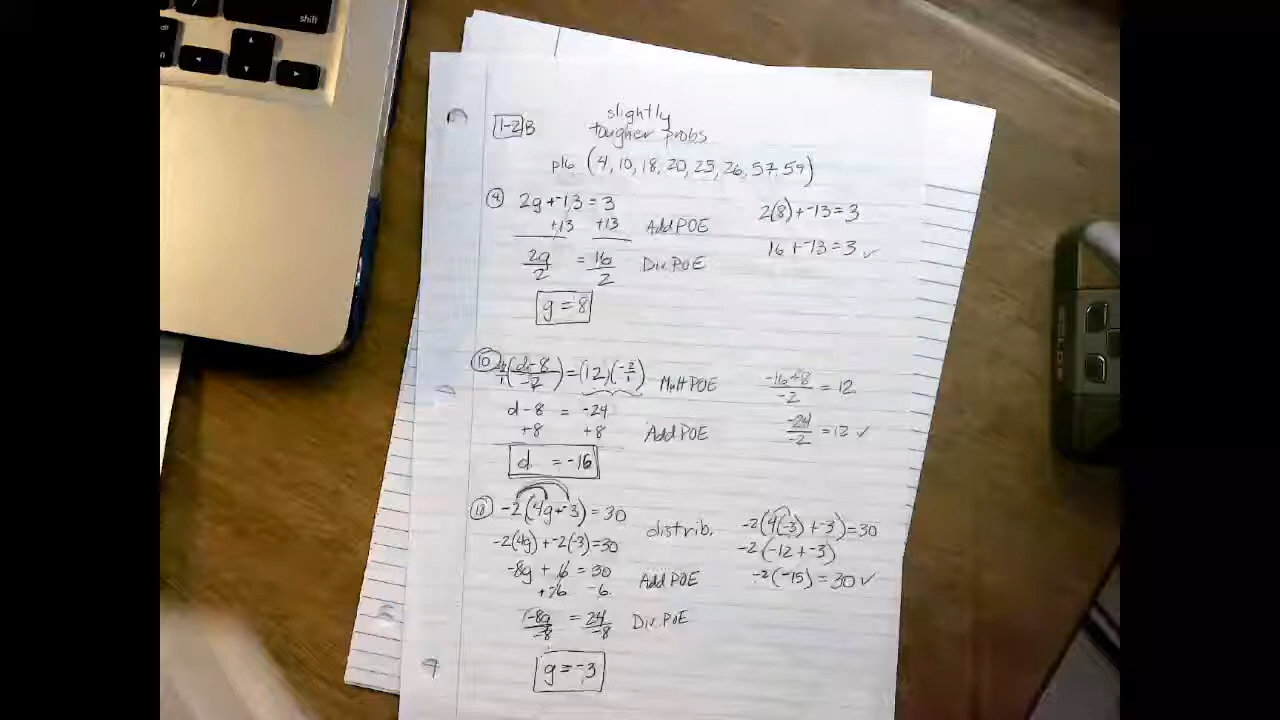 shift
1-2 B
slightly
tougher probs
p16 (4, 10, 18, 20, 25, 26, 57, 59)
④ 2g + -13 = 3
+13 +13 Add POE
2g/2 = 16/2 Div. POE
g = 8
2(8) + -13 = 3
16 + -13 = 3 ✓
⑩ -2/1 (d - 8 / -2) = (12)(-2/1) Mult POE
d - 8 = -24
+8 +8 Add POE
d = -16
-16 + -8 / -2 = 12
-24/-2 = 12 ✓
⑱ -2(4g + -3) = 30 distrib.
-2(4g) + -2(-3) = 30
-8g + 6 = 30
+-6 -6 Add POE
-8g/-8 = 24/-8 Div. POE
g = -3
-2(4(-3) + -3) = 30
-2(-12 + -3)
-2(-15) = 30 ✓